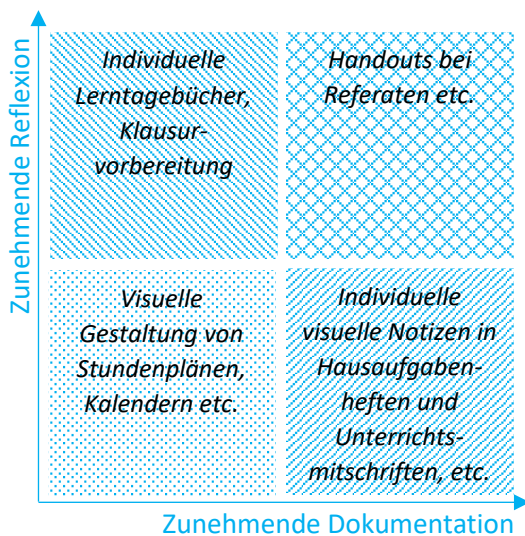 Zunehmende Reflexion
Individuelle
Lerntagebücher,
Klausur-
vorbereitung
Handouts bei
Referaten etc.
Visuelle
Gestaltung von
Stundenplänen,
Kalendern etc.
Individuelle
visuelle Notizen in
Hausaufgaben-
heften und
Unterrichts-
mitschriften, etc.
Zunehmende Dokumentation